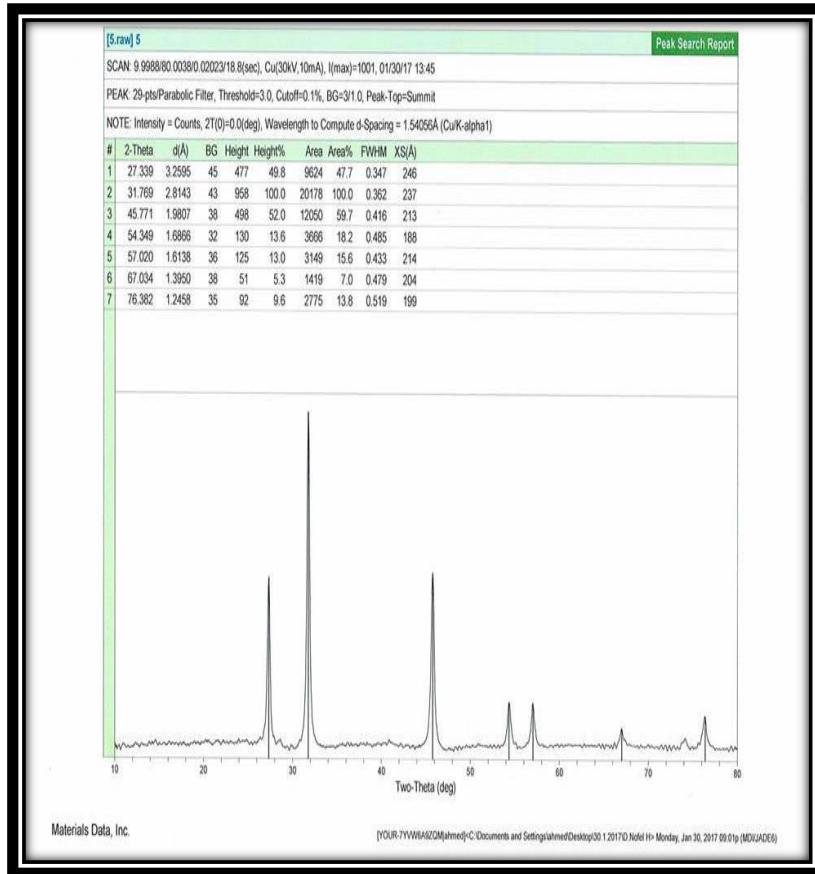 [5.raw] 5 Peak Search Report
SCAN: 9.9988/80.0038/0.02023/18.8(sec), Cu(30kV,10mA), I(max)=1001, 01/30/17 13:45
PEAK: 29-pts/Parabolic Filter, Threshold=3.0, Cutoff=0.1%, BG=3/1.0, Peak-Top=Summit
NOTE: Intensity = Counts, 2T(0)=0.0(deg), Wavelength to Compute d-Spacing = 1.54056Å (Cu/K-alpha1)
# 2-Theta d(Å) BG Height Height% Area Area% FWHM XS(Å)
1 27.339 3.2595 45 477 49.8 9624 47.7 0.347 246
2 31.769 2.8143 43 958 100.0 20178 100.0 0.362 237
3 45.771 1.9807 38 498 52.0 12050 59.7 0.416 213
4 54.349 1.6866 32 130 13.6 3666 18.2 0.485 188
5 57.020 1.6138 36 125 13.0 3149 15.6 0.433 214
6 67.034 1.3950 38 51 5.3 1419 7.0 0.479 204
7 76.382 1.2458 35 92 9.6 2775 13.8 0.519 199
10 20 30 40 50 60 70 80
Two-Theta (deg)
Materials Data, Inc.
Settings\ahmed\Desktop\30.1.2017\D.Nofel H> Monday, Jan 30, 2017 09:01p (MDI/JADE6)